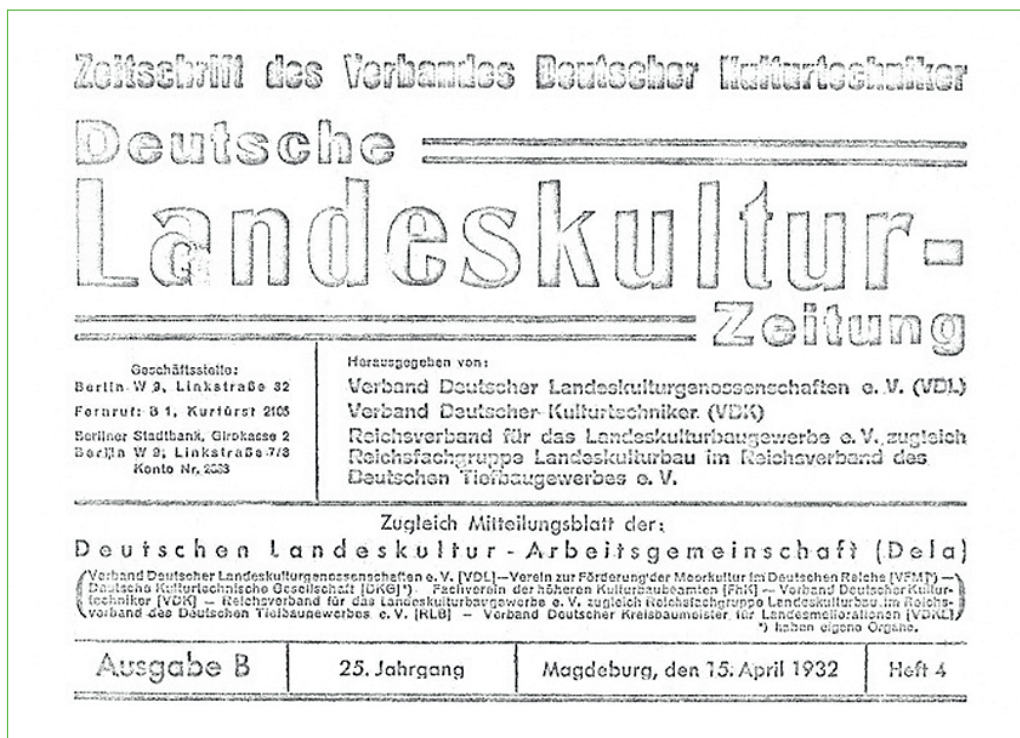 Zeitschrift des Verbandes Deutscher Kulturtechniker
Deutsche
Landeskultur-
Zeitung
Geschäftsstelle:
Berlin W 9, Linkstraße 32
Fernruf: B 1, Kurfürst 2105
Berliner Stadtbank, Girokasse 2
Berlin W 9, Linkstraße 7/8
Konto Nr.
Herausgegeben von:
Verband Deutscher Landeskulturgenossenschaften e. V. (VDL)
Verband Deutscher Kulturtechniker (VDK)
Reichsverband für das Landeskulturbaugewerbe e. V. zugleich
Reichsfachgruppe Landeskulturbau im Reichsverband des
Deutschen Tiefbaugewerbes e. V.
Zugleich Mitteilungsblatt der:
Deutschen Landeskultur-Arbeitsgemeinschaft (Dela)
(Verband Deutscher Landeskulturgenossenschaften e. V. [VDL] — Verein zur Förderung der Moorkultur im Deutschen Reiche [VFM]*) —
Deutsche Kulturtechnische Gesellschaft [DKG]*) Fachverein der höheren Kulturbaubeamten [FhK] — Verband Deutscher Kultur-
techniker [VDK] — Reichsverband für das Landeskulturbaugewerbe e. V. zugleich Reichsfachgruppe Landeskulturbau im Reichs-
verband des Deutschen Tiefbaugewerbes e. V. [RLB] — Verband Deutscher Kreisbaumeister für Landesmeliorationen [VDKL])
*) haben eigene Organe.
Ausgabe B
25. Jahrgang
Magdeburg, den 15. April 1932
Heft 4